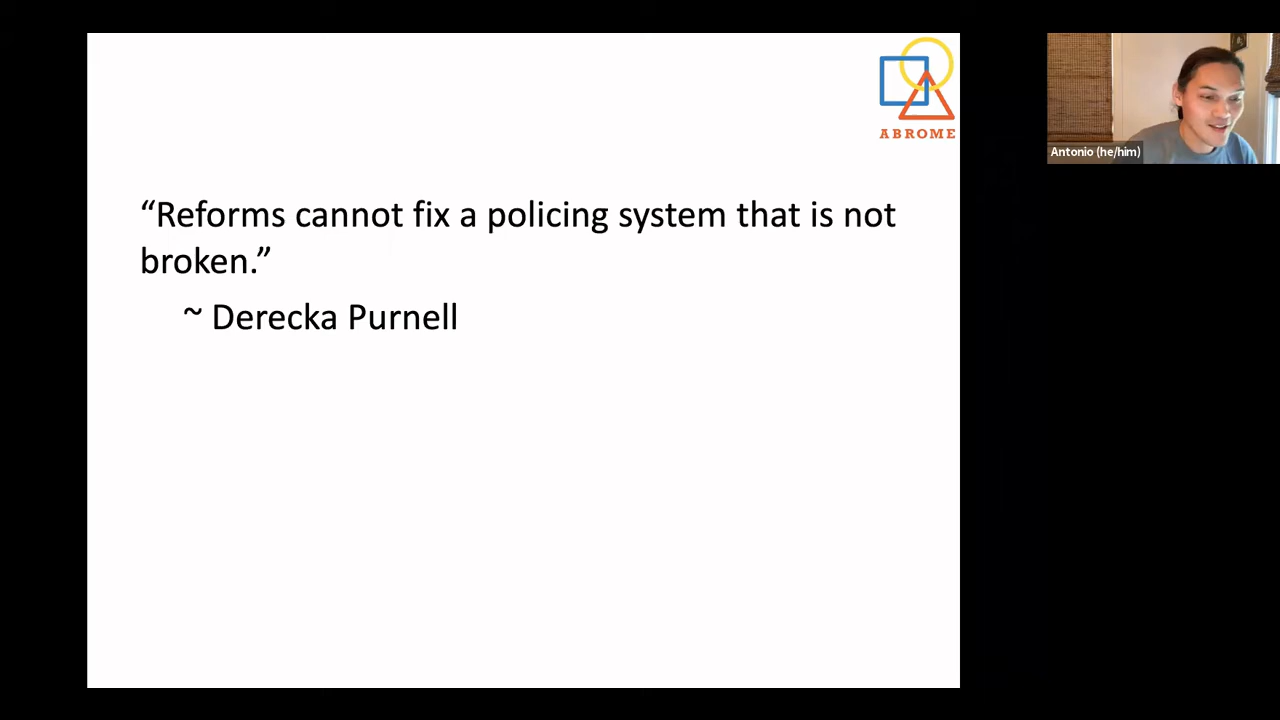 ABROME
Antonio (he/him)
“Reforms cannot fix a policing system that is not
broken.”
~ Derecka Purnell